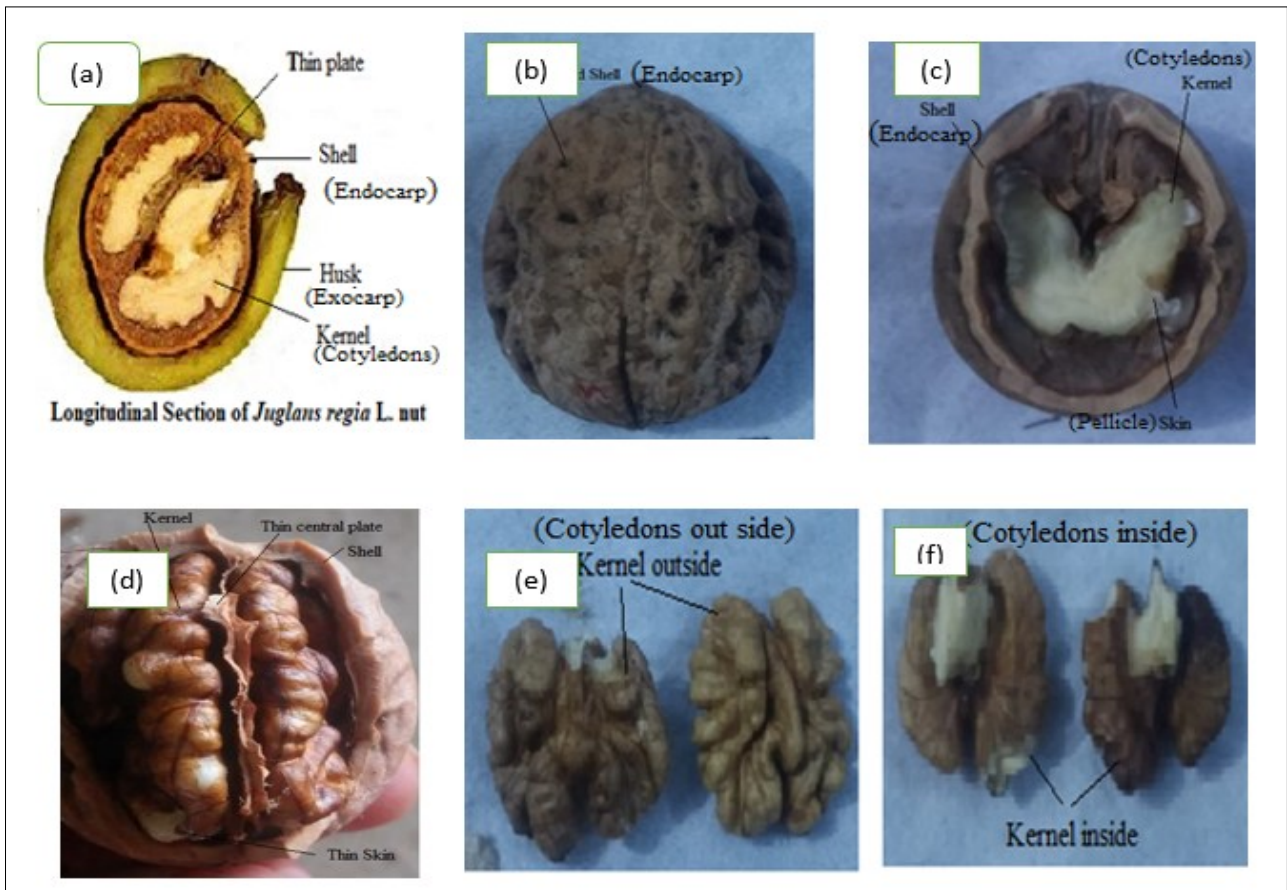 (a)
Thin plate
Shell
(Endocarp)
Husk
(Exocarp)
Kernel
(Cotyledons)
Longitudinal Section of Juglans regia L. nut
(b)
Shell (Endocarp)
(c)
(Cotyledons)
Kernel
Shell
(Endocarp)
(Pellicle) Skin
(d)
Kernel
Thin central plate
Shell
Thin Skin
(e)
(Cotyledons out side)
Kernel outside
(f)
(Cotyledons inside)
Kernel inside